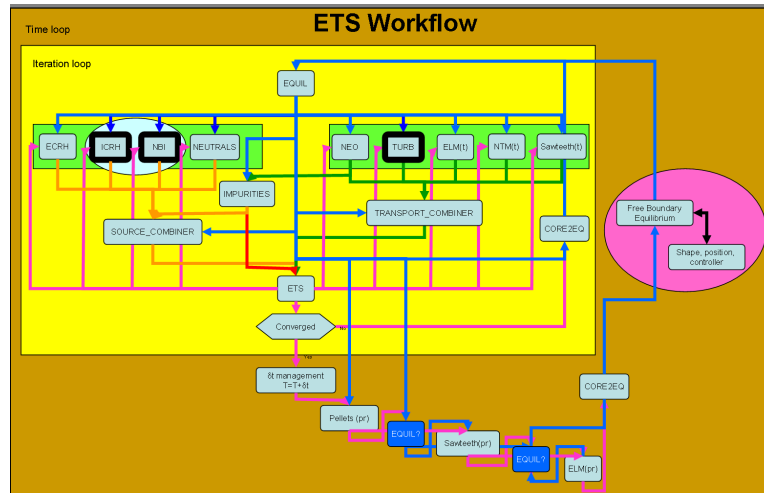 ETS Workflow
Time loop
Iteration loop
EQUIL
ECRH
ICRH
NBI
NEUTRALS
NEO
TURB
ELM(t)
NTM(t)
Sawteeth(t)
IMPURITIES
SOURCE_COMBINER
TRANSPORT_COMBINER
CORE2EQ
Free Boundary
Equilibrium
Shape, position,
controller
ETS
Converged
No
Yes
δt management
T=T+δt
CORE2EQ
Pellets (pr)
EQUIL?
Sawteeth(pr)
EQUIL?
ELM(pr)